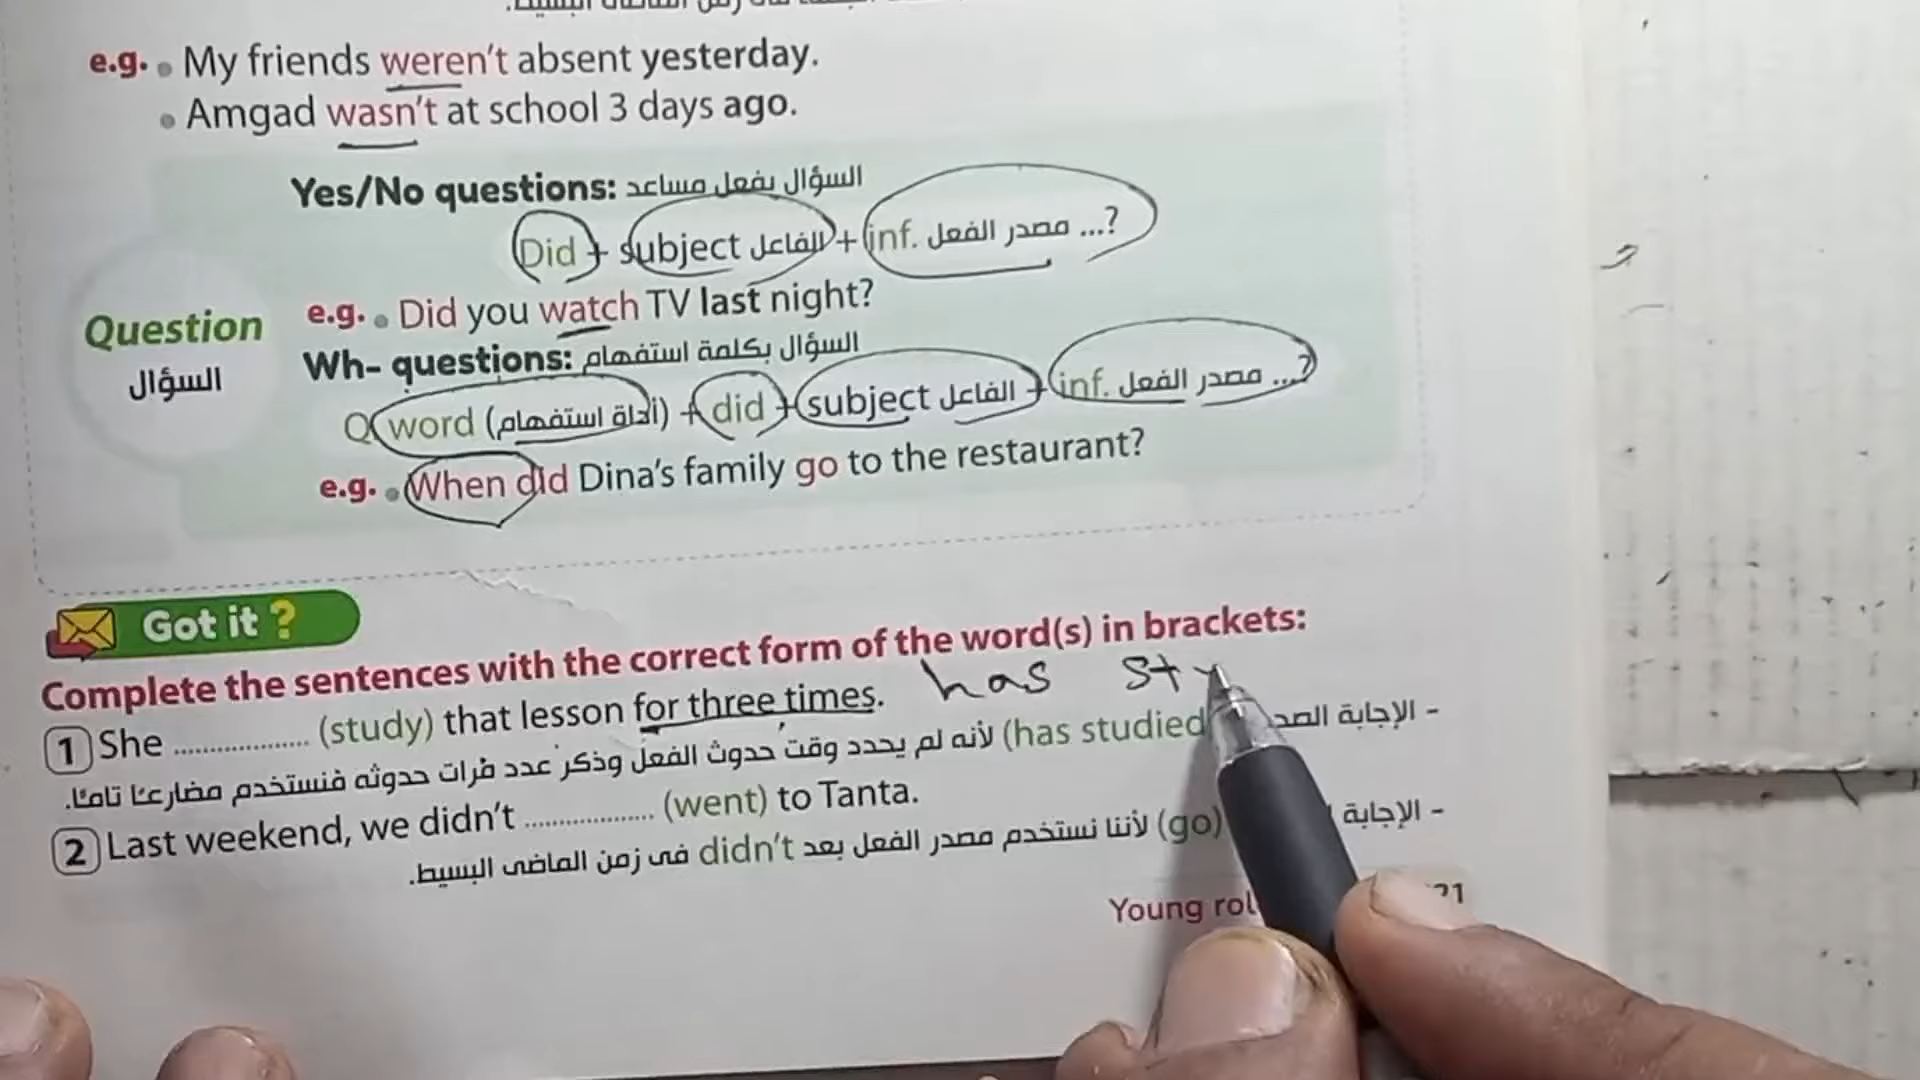 e.g. • My friends weren't absent yesterday.
• Amgad wasn't at school 3 days ago.
Yes/No questions: السؤال بفعل مساعد
Did + subject الفاعل + inf. مصدر الفعل ...?
e.g. • Did you watch TV last night?
Question
السؤال
Wh- questions: السؤال بكلمة استفهام
Q word (أداة استفهام) + did + subject الفاعل + inf. مصدر الفعل ...?
e.g. • When did Dina's family go to the restaurant?
Got it ?
Complete the sentences with the correct form of the word(s) in brackets:
1 She .................. (study) that lesson for three times. has st
- الإجابة (has studied لأنه لم يحدد وقت حدوث الفعل وذكر عدد مرات حدوثه فنستخدم مضارعًا تامًا.
2 Last weekend, we didn't .................. (went) to Tanta.
- الإجابة (go) لأننا نستخدم مصدر الفعل بعد didn't فى زمن الماضى البسيط.
Young 21